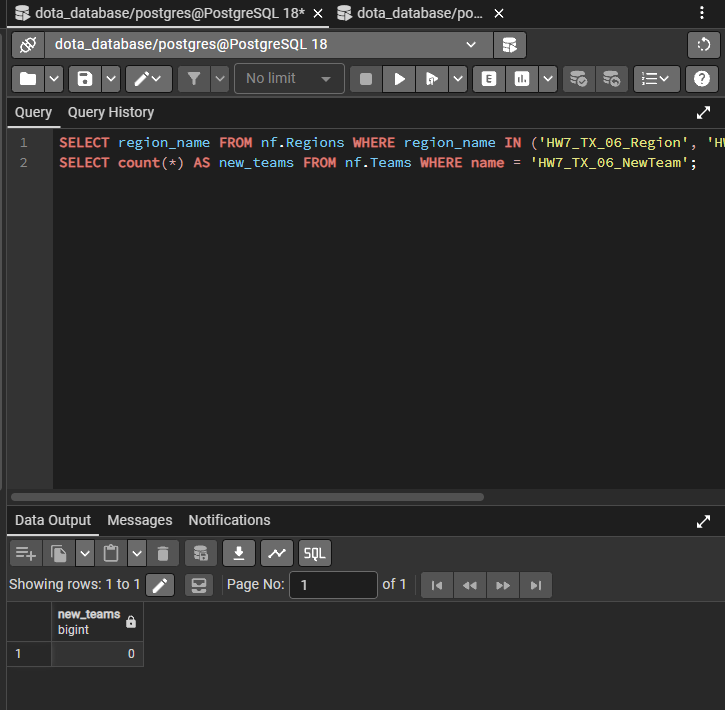 dota_database/postgres@PostgreSQL 18*
dota_database/po...
dota_database/postgres@PostgreSQL 18
No limit
E
Query
Query History
1 SELECT region_name FROM nf.Regions WHERE region_name IN ('HW7_TX_06_Region', 'HW
2 SELECT count(*) AS new_teams FROM nf.Teams WHERE name = 'HW7_TX_06_NewTeam';
Data Output
Messages
Notifications
SQL
Showing rows: 1 to 1
Page No: 1 of 1
new_teams
bigint
1 0